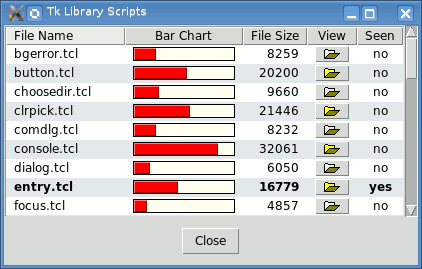 Tk Library Scripts
File Name Bar Chart File Size View Seen
bgerror.tcl 8259 no
button.tcl 20200 no
choosedir.tcl 9660 no
clrpick.tcl 21446 no
comdlg.tcl 8232 no
console.tcl 32061 no
dialog.tcl 6050 no
entry.tcl 16779 yes
focus.tcl 4857 no
Close